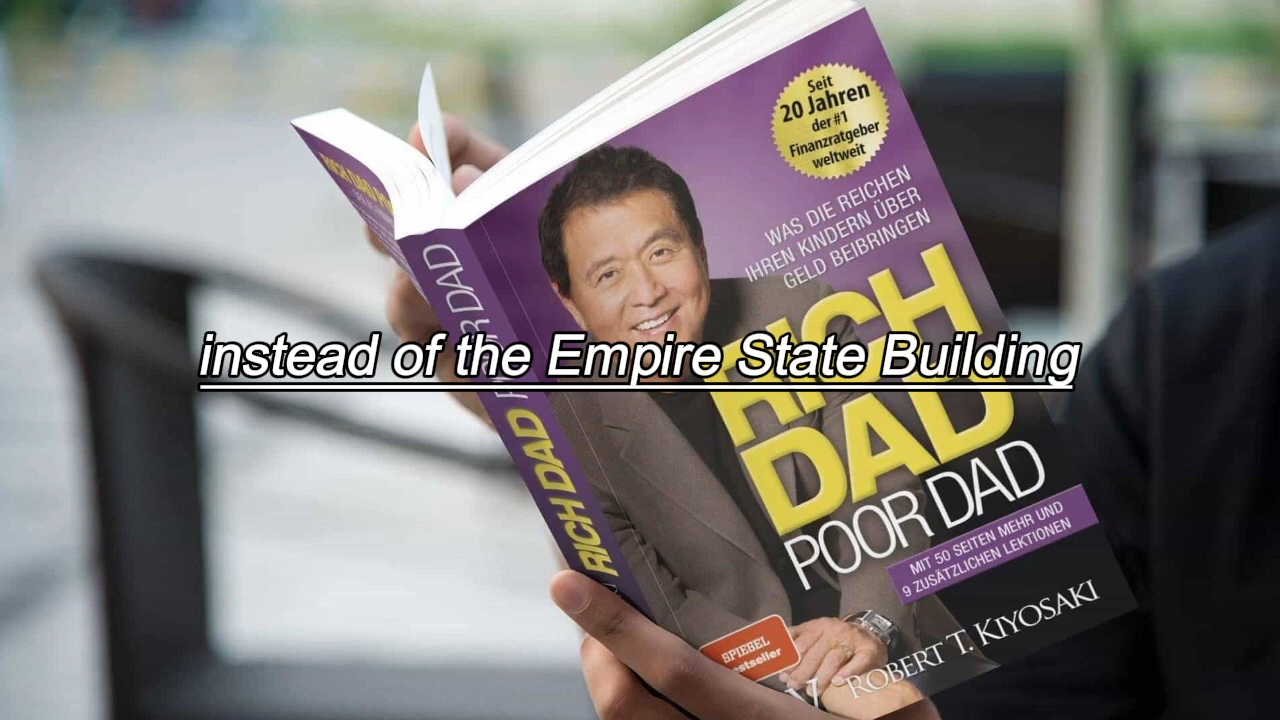 Seit
20 Jahren
der #1
Finanzratgeber
weltweit
WAS DIE REICHEN
IHREN KINDERN ÜBER
GELD BEIBRINGEN
RICH
DAD
POOR DAD
MIT 50 SEITEN MEHR UND
9 ZUSÄTZLICHEN LEKTIONEN
ROBERT T. KIYOSAKI
SPIEGEL
RICH DAD POOR DAD
instead of the Empire State Building